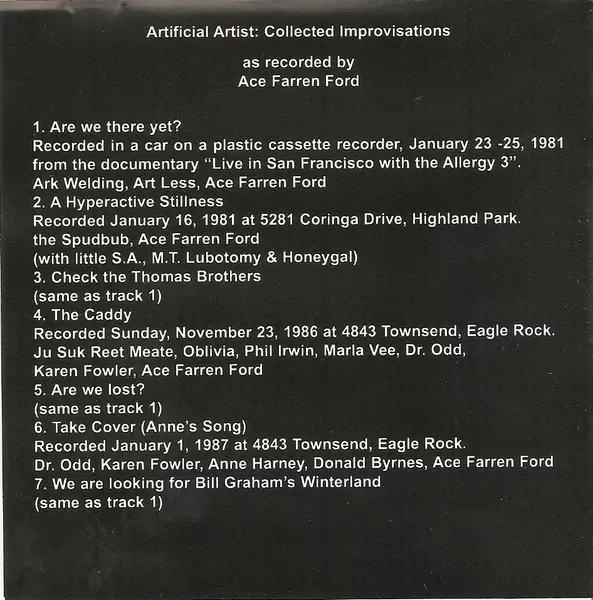 Artificial Artist: Collected Improvisations
as recorded by
Ace Farren Ford
1. Are we there yet?
Recorded in a car on a plastic cassette recorder, January 23 -25, 1981
from the documentary “Live in San Francisco with the Allergy 3”.
Ark Welding, Art Less, Ace Farren Ford
2. A Hyperactive Stillness
Recorded January 16, 1981 at 5281 Coringa Drive, Highland Park.
the Spudbub, Ace Farren Ford
(with little S.A., M.T. Lubotomy & Honeygal)
3. Check the Thomas Brothers
(same as track 1)
4. The Caddy
Recorded Sunday, November 23, 1986 at 4843 Townsend, Eagle Rock.
Ju Suk Reet Meate, Oblivia, Phil Irwin, Marla Vee, Dr. Odd,
Karen Fowler, Ace Farren Ford
5. Are we lost?
(same as track 1)
6. Take Cover (Anne’s Song)
Recorded January 1, 1987 at 4843 Townsend, Eagle Rock.
Dr. Odd, Karen Fowler, Anne Harney, Donald Byrnes, Ace Farren Ford
7. We are looking for Bill Graham’s Winterland
(same as track 1)